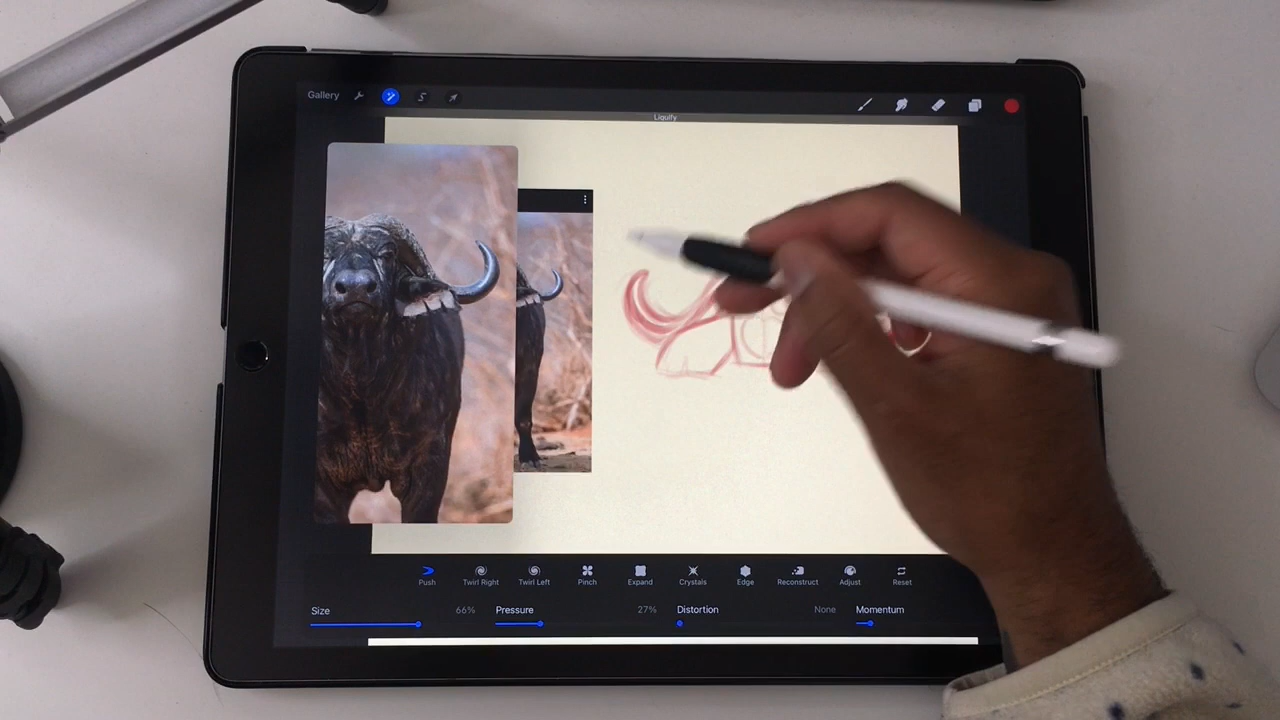 Gallery
Liquify
Push Twirl Right Twirl Left Pinch Expand Crystals Edge Reconstruct Adjust Reset
Size 66% Pressure 27% Distortion None Momentum